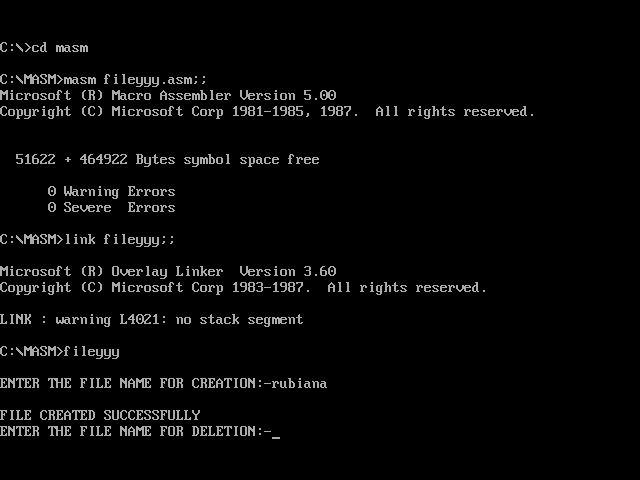 C:\>cd masm
C:\MASM>masm fileyyy.asm;;
Microsoft (R) Macro Assembler Version 5.00
Copyright (C) Microsoft Corp 1981-1985, 1987.  All rights reserved.
51622 + 464922 Bytes symbol space free
0 Warning Errors
0 Severe  Errors
C:\MASM>link fileyyy;;
Microsoft (R) Overlay Linker  Version 3.60
Copyright (C) Microsoft Corp 1983-1987.  All rights reserved.
LINK : warning L4021: no stack segment
C:\MASM>fileyyy
ENTER THE FILE NAME FOR CREATION:-rubiana
FILE CREATED SUCCESSFULLY
ENTER THE FILE NAME FOR DELETION:-_